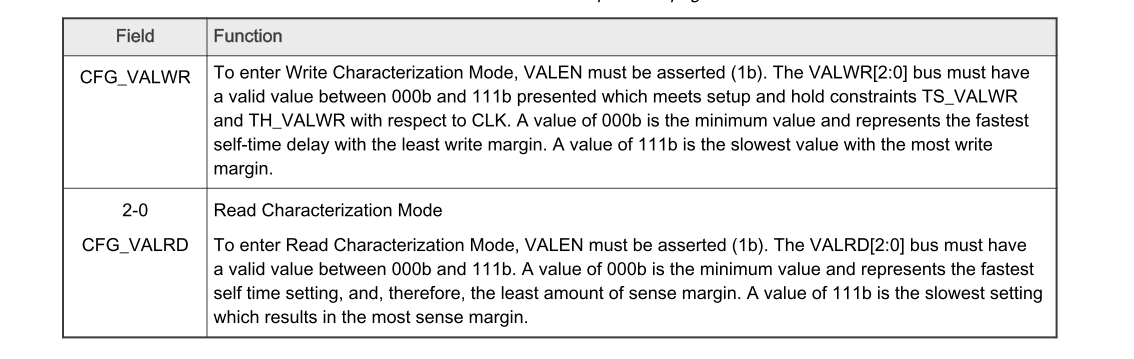 Field Function
CFG_VALWR To enter Write Characterization Mode, VALEN must be asserted (1b). The VALWR[2:0] bus must have
a valid value between 000b and 111b presented which meets setup and hold constraints TS_VALWR
and TH_VALWR with respect to CLK. A value of 000b is the minimum value and represents the fastest
self-time delay with the least write margin. A value of 111b is the slowest value with the most write
margin.
2-0 Read Characterization Mode
CFG_VALRD To enter Read Characterization Mode, VALEN must be asserted (1b). The VALRD[2:0] bus must have
a valid value between 000b and 111b. A value of 000b is the minimum value and represents the fastest
self time setting, and, therefore, the least amount of sense margin. A value of 111b is the slowest setting
which results in the most sense margin.